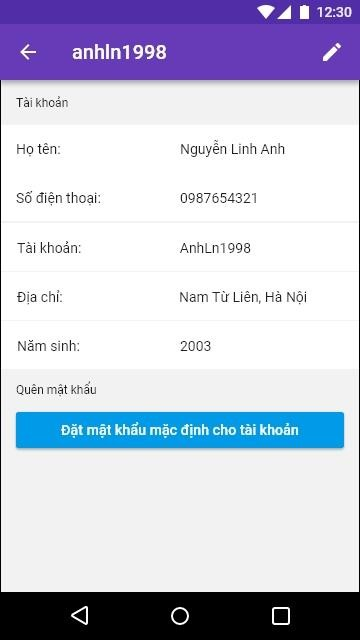 12:30
anhln1998
Tài khoản
Họ tên: Nguyễn Linh Anh
Số điện thoại: 0987654321
Tài khoản: AnhLn1998
Địa chỉ: Nam Từ Liên, Hà Nội
Năm sinh: 2003
Quên mật khẩu
Đặt mật khẩu mặc định cho tài khoản